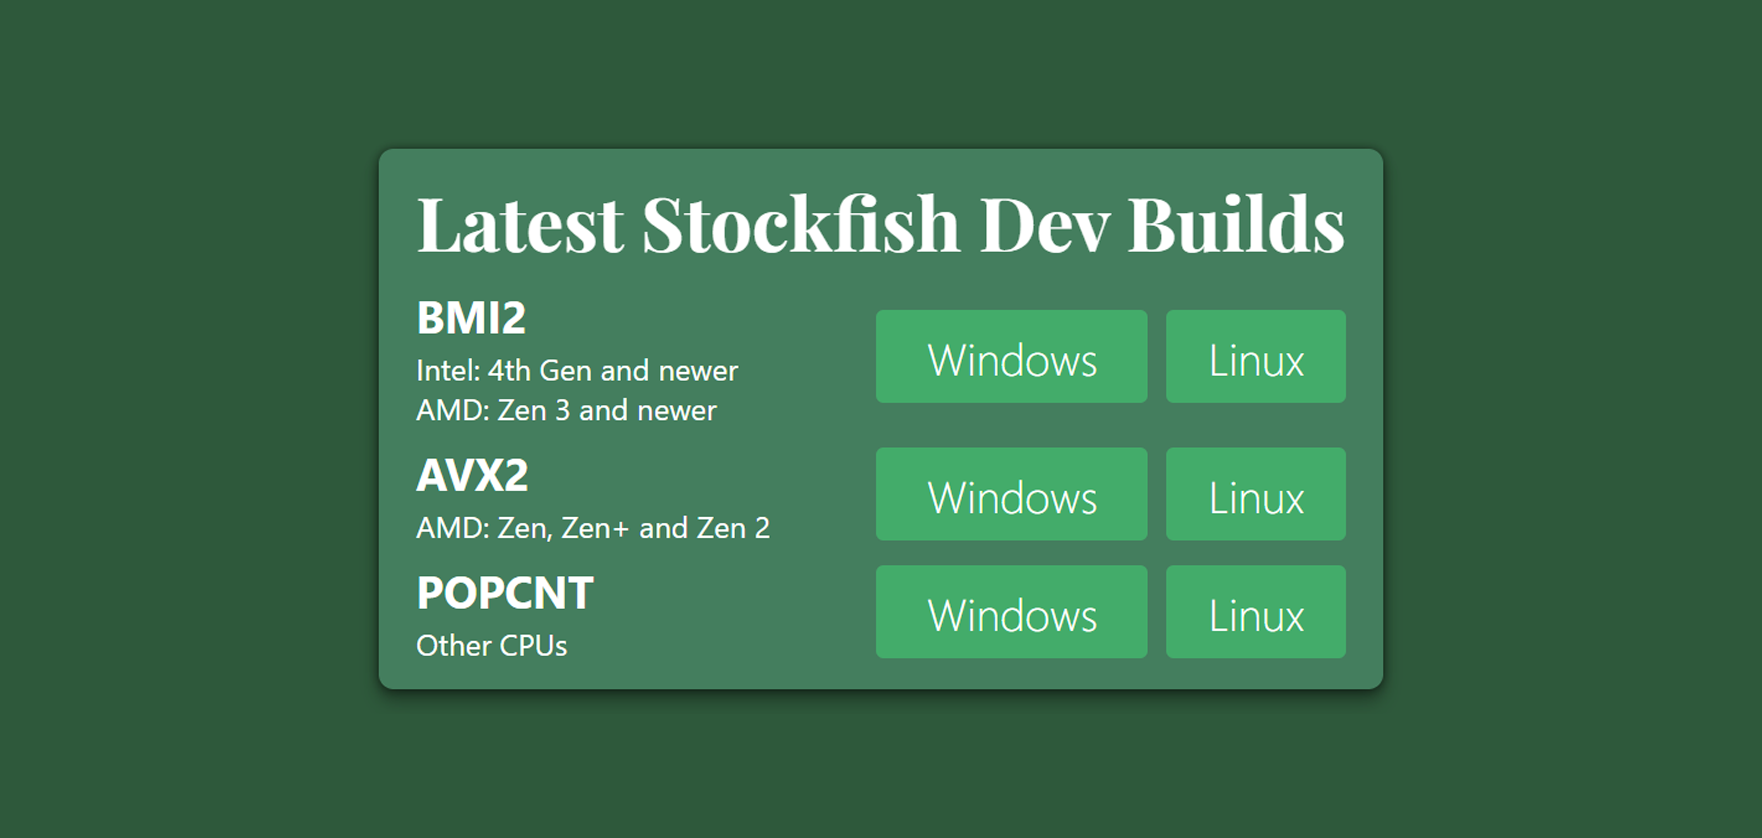 Latest Stockfish Dev Builds
BMI2
Intel: 4th Gen and newer
AMD: Zen 3 and newer
Windows
Linux
AVX2
AMD: Zen, Zen+ and Zen 2
Windows
Linux
POPCNT
Other CPUs
Windows
Linux